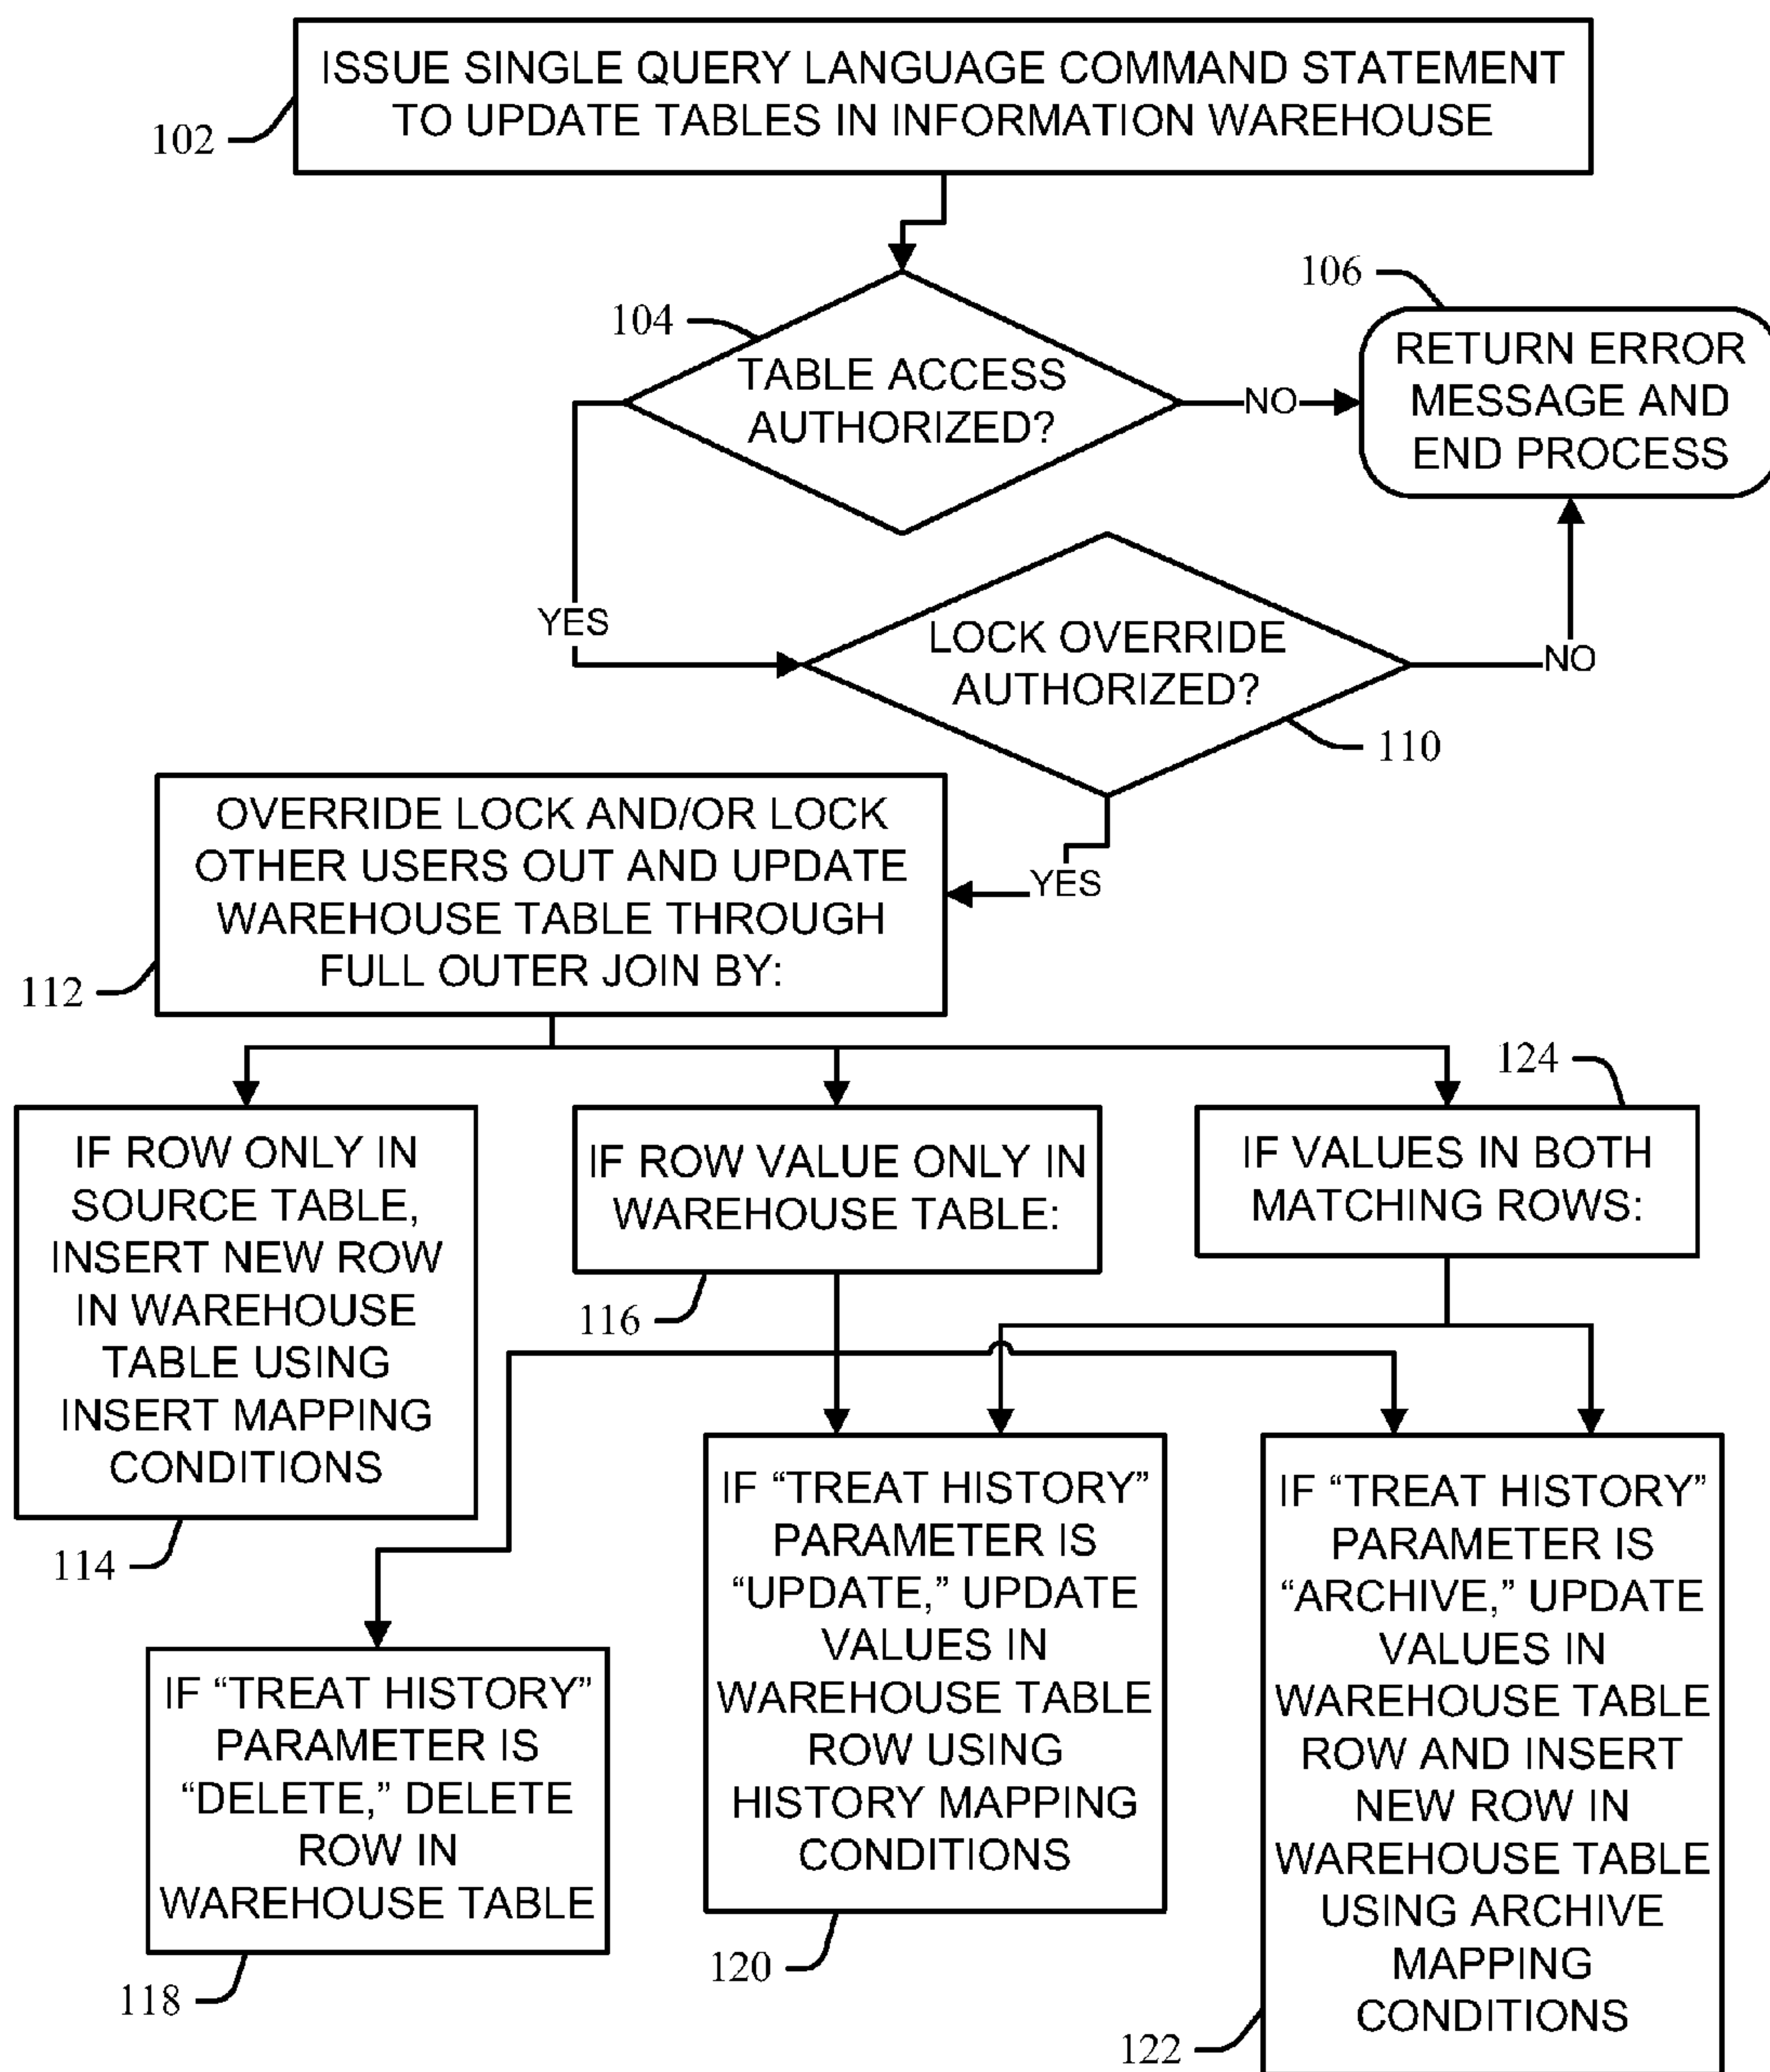 ISSUE SINGLE QUERY LANGUAGE COMMAND STATEMENT
TO UPDATE TABLES IN INFORMATION WAREHOUSE
102
104
TABLE ACCESS
AUTHORIZED?
NO
106
RETURN ERROR
MESSAGE AND
END PROCESS
YES
LOCK OVERRIDE
AUTHORIZED?
NO
110
YES
OVERRIDE LOCK AND/OR LOCK
OTHER USERS OUT AND UPDATE
WAREHOUSE TABLE THROUGH
FULL OUTER JOIN BY:
112
IF ROW ONLY IN
SOURCE TABLE,
INSERT NEW ROW
IN WAREHOUSE
TABLE USING
INSERT MAPPING
CONDITIONS
114
IF ROW VALUE ONLY IN
WAREHOUSE TABLE:
116
124
IF VALUES IN BOTH
MATCHING ROWS:
IF “TREAT HISTORY”
PARAMETER IS
“DELETE,” DELETE
ROW IN
WAREHOUSE TABLE
118
IF “TREAT HISTORY”
PARAMETER IS
“UPDATE,” UPDATE
VALUES IN
WAREHOUSE TABLE
ROW USING
HISTORY MAPPING
CONDITIONS
120
IF “TREAT HISTORY”
PARAMETER IS
“ARCHIVE,” UPDATE
VALUES IN
WAREHOUSE TABLE
ROW AND INSERT
NEW ROW IN
WAREHOUSE TABLE
USING ARCHIVE
MAPPING
CONDITIONS
122